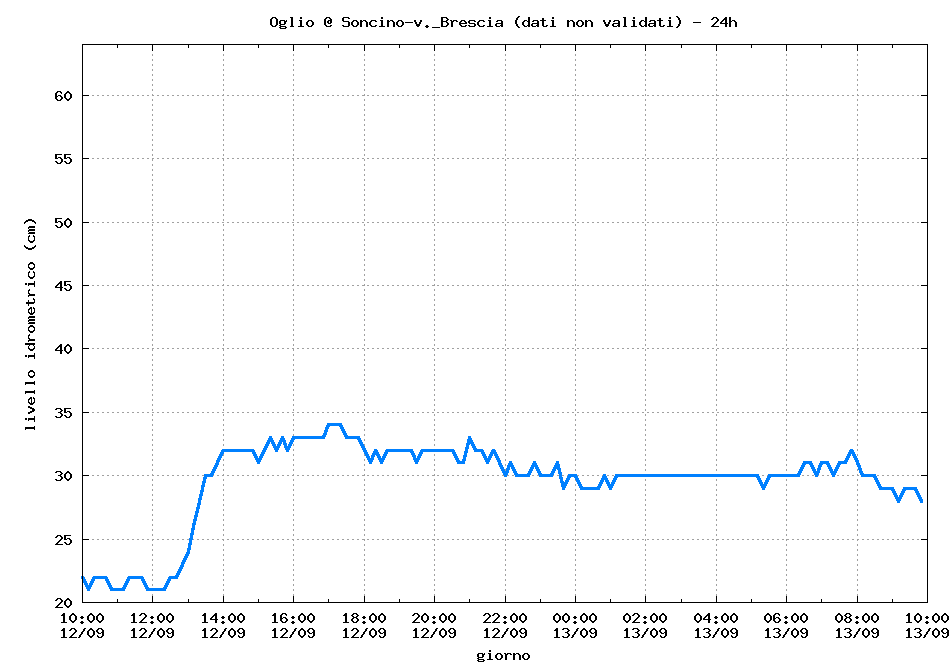 Oglio @ Soncino-v._Brescia (dati non validati) - 24h
60
55
50
45
40
35
30
25
20
livello idrometrico (cm)
10:00 12:00 14:00 16:00 18:00 20:00 22:00 00:00 02:00 04:00 06:00 08:00 10:00
12/09 12/09 12/09 12/09 12/09 12/09 12/09 13/09 13/09 13/09 13/09 13/09 13/09
giorno